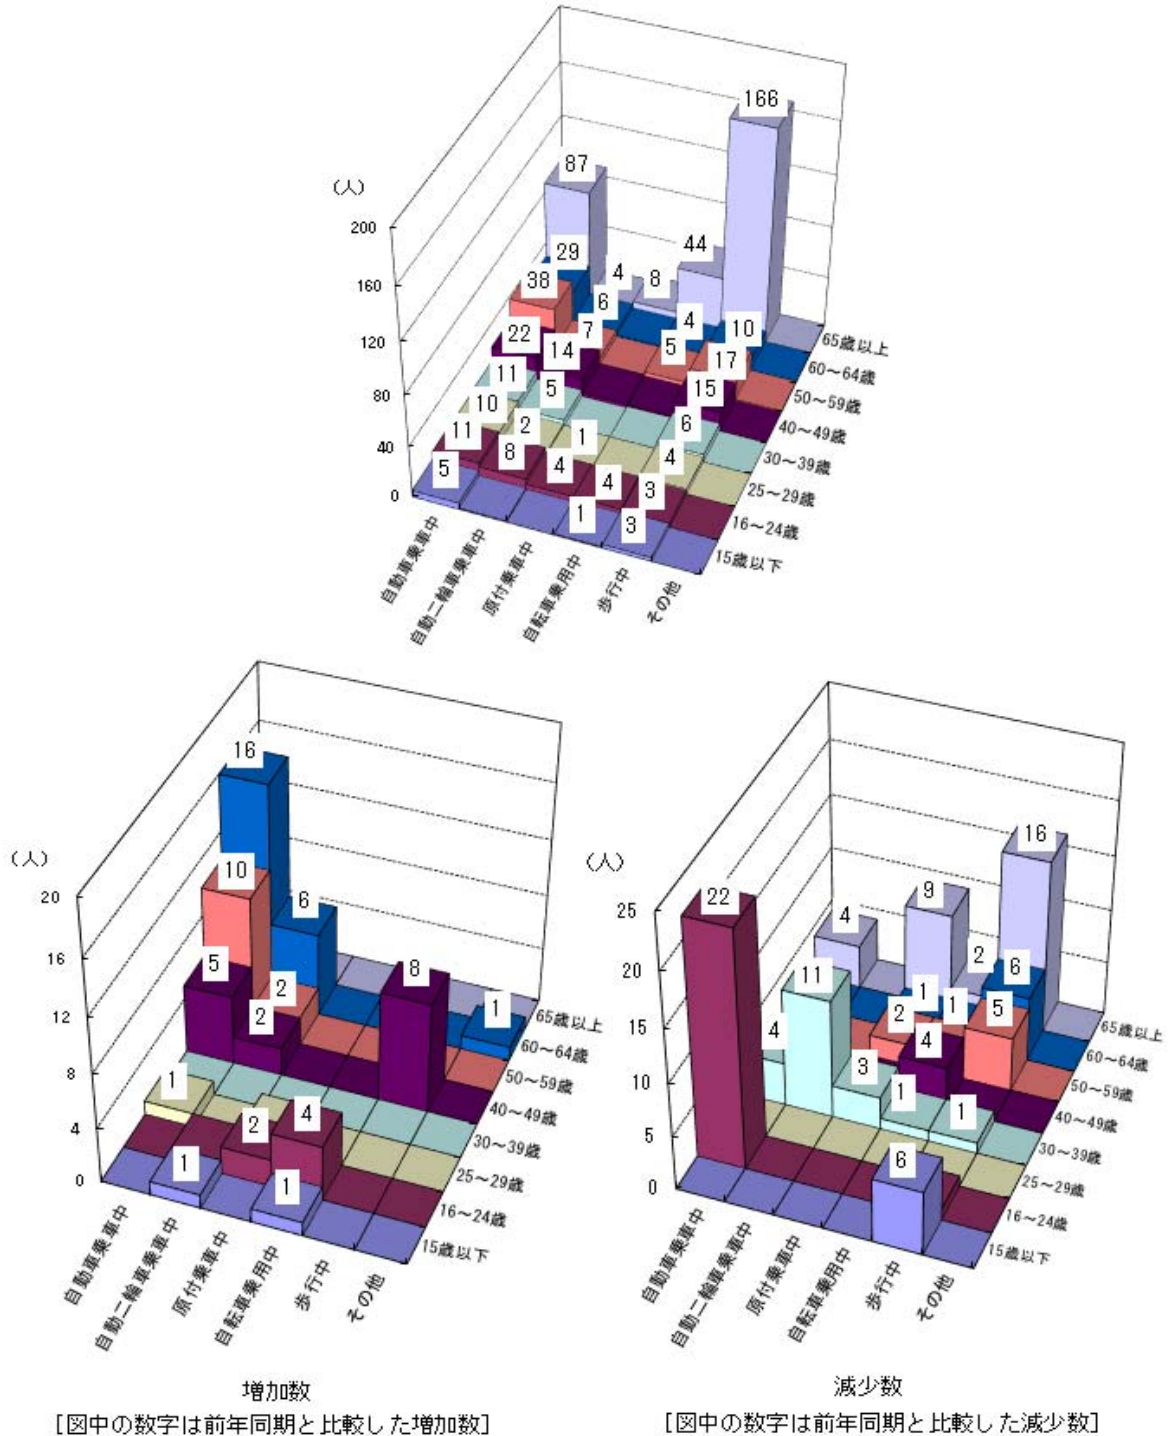 (人)
200
160
120
80
40
0
166
87
44
29
4
8
38
6
4
10
22
7
5
17
14
11
5
15
10
2
1
6
11
8
4
4
4
3
5
1
3
65歳以上
60～64歳
50～59歳
40～49歳
30～39歳
25～29歳
16～24歳
15歳以下
自動車乗車中
自動二輪車乗車中
原付乗車中
自転車乗用中
歩行中
その他
(人)
20
16
12
8
4
0
16
10
6
5
2
8
2
1
1
2
4
1
1
65歳以上
60～64歳
50～59歳
40～49歳
30～39歳
25～29歳
16～24歳
15歳以下
自動車乗車中
自動二輪車乗車中
原付乗車中
自転車乗用中
歩行中
その他
増加数
[図中の数字は前年同期と比較した増加数]
(人)
25
20
15
10
5
0
22
16
4
9
2
6
11
1
1
5
2
4
4
3
1
1
6
65歳以上
60～64歳
50～59歳
40～49歳
30～39歳
25～29歳
16～24歳
15歳以下
自動車乗車中
自動二輪車乗車中
原付乗車中
自転車乗用中
歩行中
その他
減少数
[図中の数字は前年同期と比較した減少数]